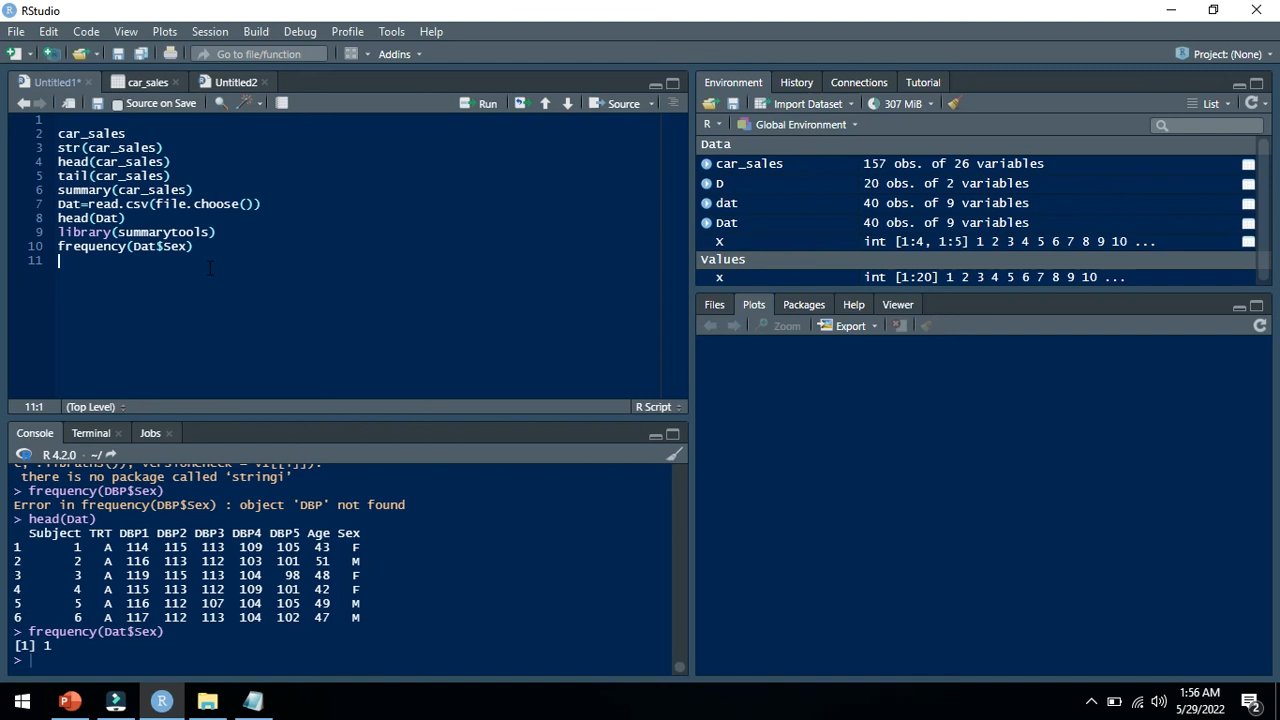 RStudio
File Edit Code View Plots Session Build Debug Profile Tools Help
Go to file/function
Addins
Project: (None)
Untitled1*
car_sales
Untitled2
Source on Save
Run
Source
1
2 car_sales
3 str(car_sales)
4 head(car_sales)
5 tail(car_sales)
6 summary(car_sales)
7 Dat=read.csv(file.choose())
8 head(Dat)
9 library(summarytools)
10 frequency(Dat$Sex)
11
11:1 (Top Level) R Script
Console Terminal Jobs
R 4.2.0 · ~/
there is no package called ‘stringi’
> frequency(DBP$Sex)
Error in frequency(DBP$Sex) : object 'DBP' not found
> head(Dat)
Subject TRT DBP1 DBP2 DBP3 DBP4 DBP5 Age Sex
1 1 A 114 115 113 109 105 43 F
2 2 A 116 113 112 103 101 51 M
3 3 A 119 115 113 104 98 48 F
4 4 A 115 113 112 109 101 42 F
5 5 A 116 112 107 104 105 49 M
6 6 A 117 112 113 104 102 47 M
> frequency(Dat$Sex)
[1] 1
>
Environment History Connections Tutorial
Import Dataset 307 MiB List
R Global Environment
Data
car_sales 157 obs. of 26 variables
D 20 obs. of 2 variables
dat 40 obs. of 9 variables
Dat 40 obs. of 9 variables
X int [1:4, 1:5] 1 2 3 4 5 6 7 8 9 10 ...
Values
x int [1:20] 1 2 3 4 5 6 7 8 9 10 ...
Files Plots Packages Help Viewer
Zoom Export
1:56 AM
5/29/2022
2